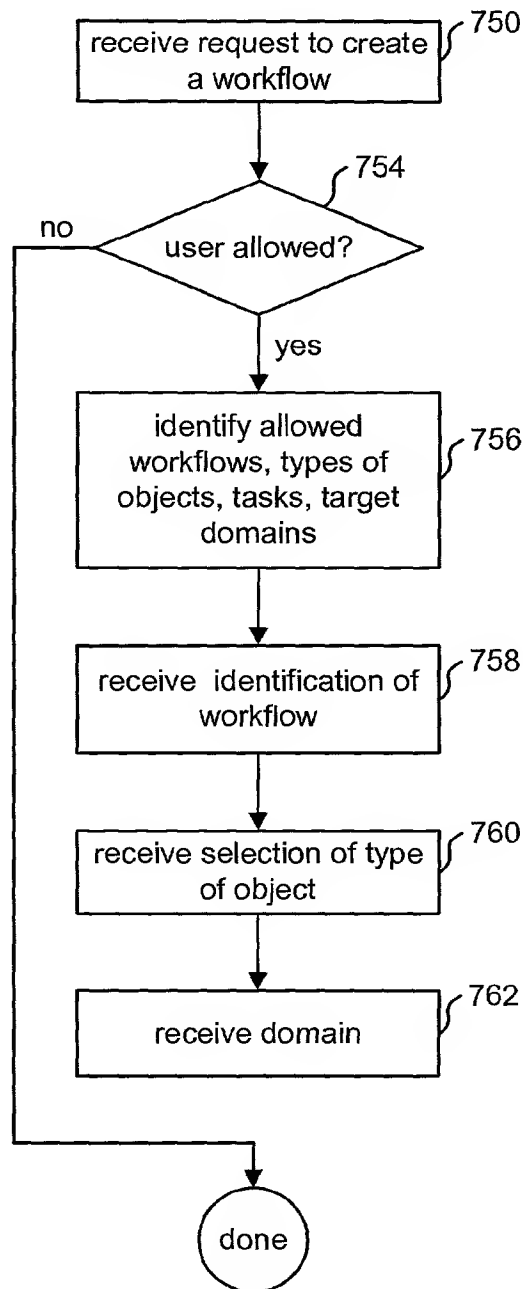 receive request to create
a workflow
750
754
no
user allowed?
yes
identify allowed
workflows, types of
objects, tasks, target
domains
756
receive identification of
workflow
758
receive selection of type
of object
760
receive domain
762
done